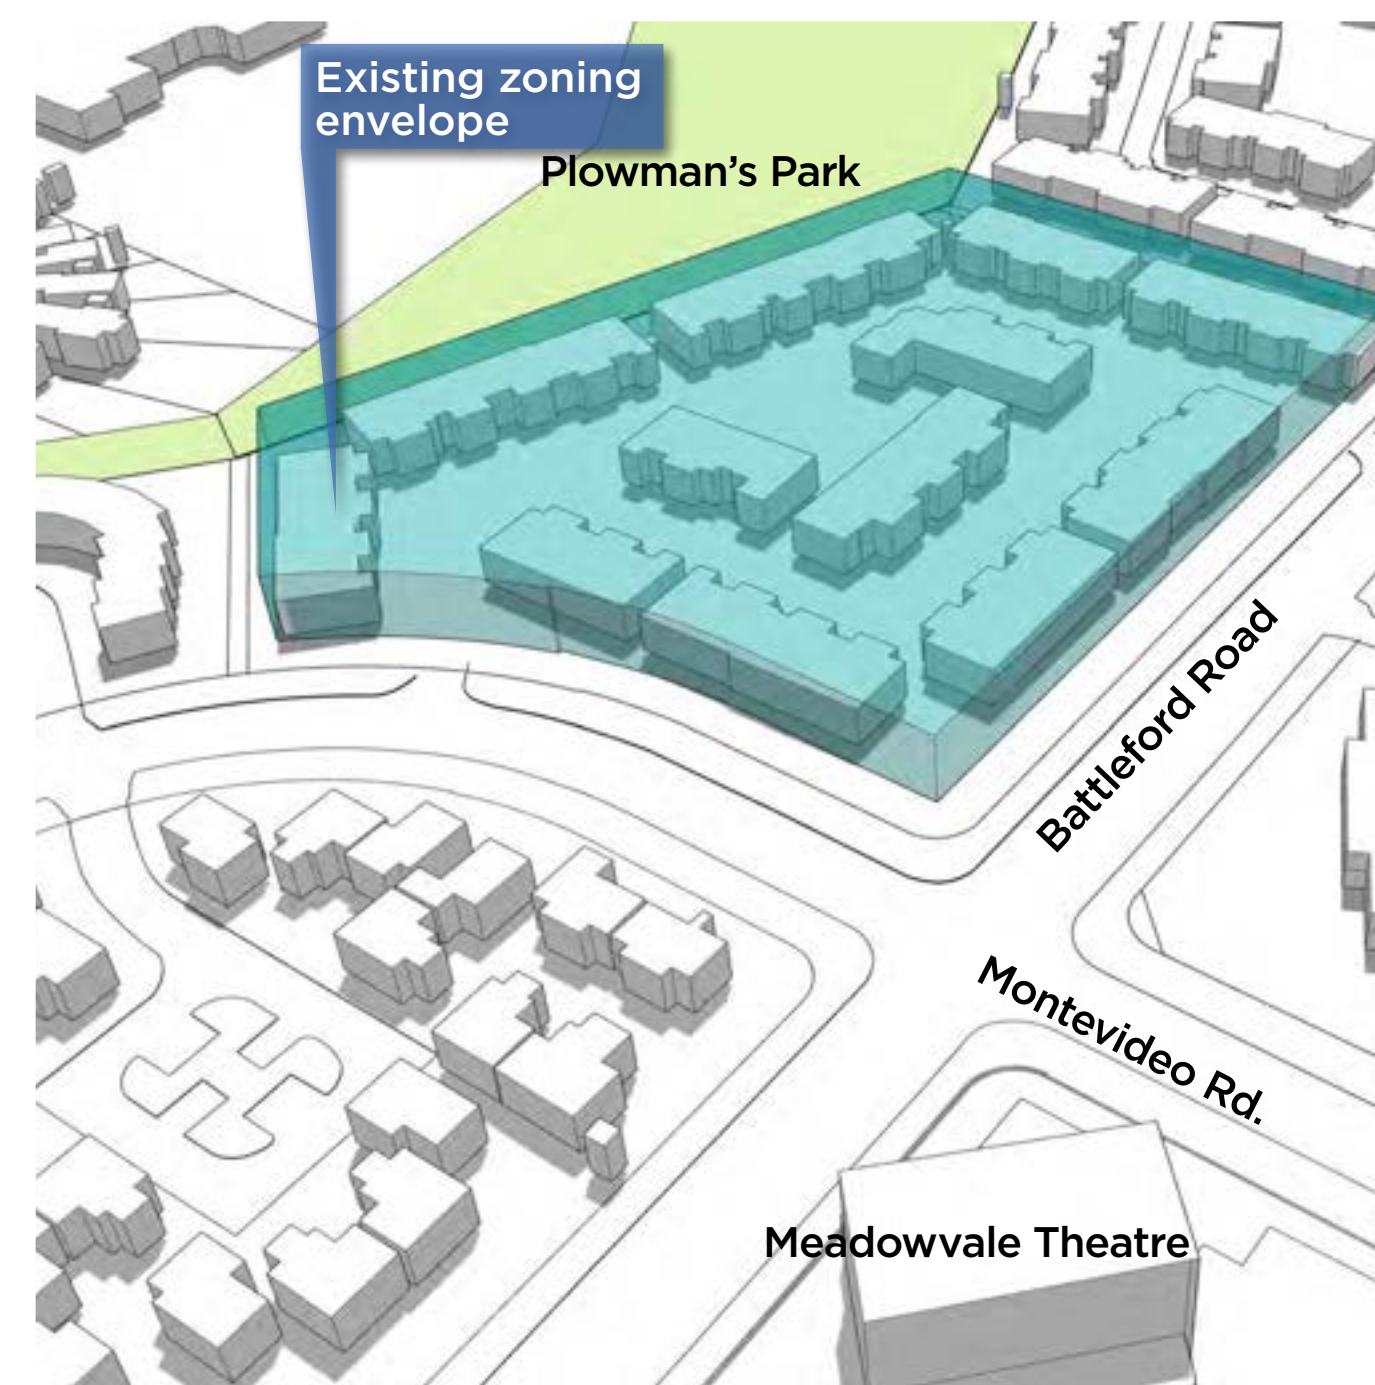 Existing zoning
envelope
Plowman’s Park
Battleford Road
Montevideo Rd.
Meadowvale Theatre